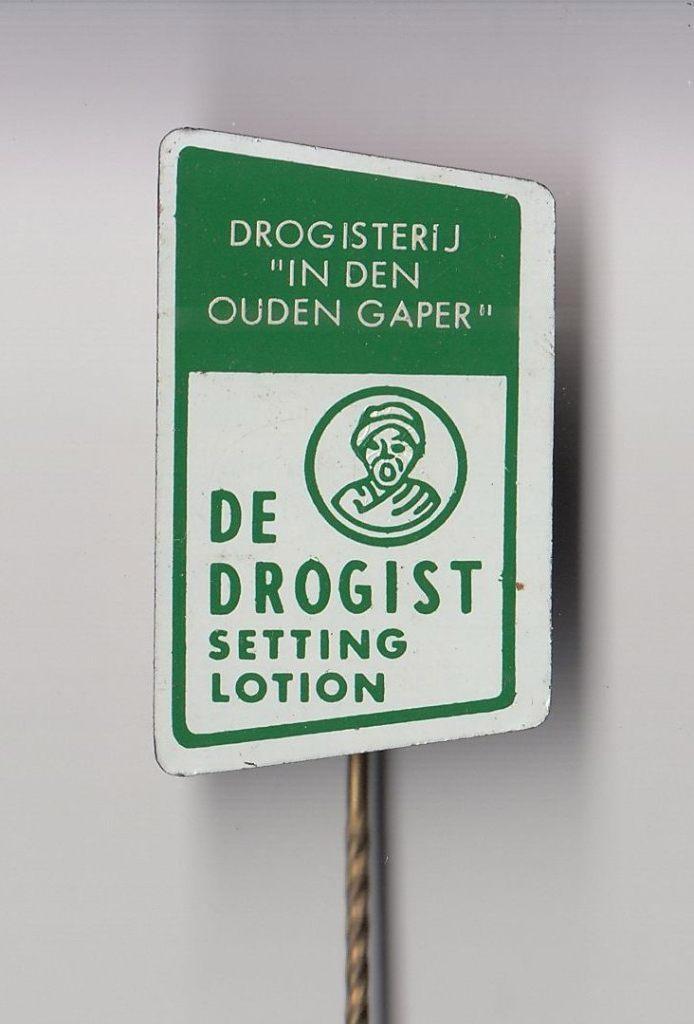 DROGISTERIJ
"IN DEN
OUDEN GAPER"
DE
DROGIST
SETTING
LOTION